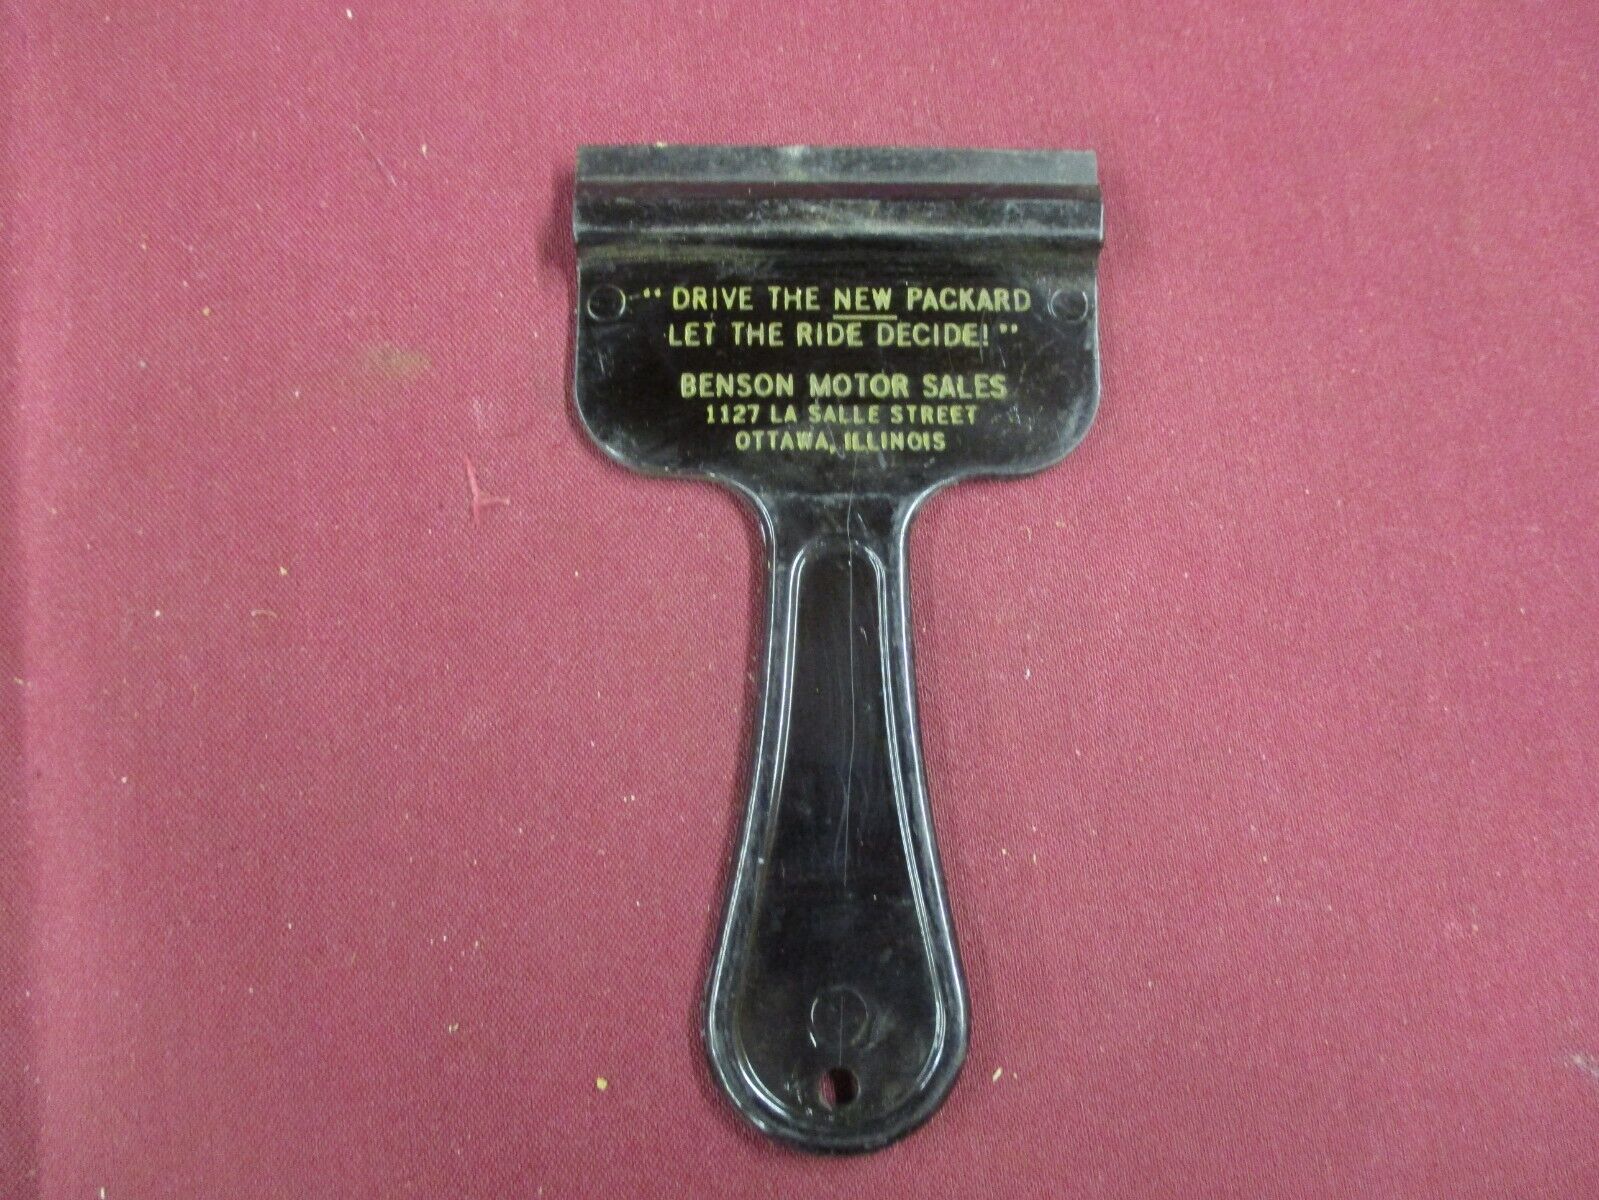 " DRIVE THE NEW PACKARD
LET THE RIDE DECIDE! "
BENSON MOTOR SALES
1127 LA SALLE STREET
OTTAWA, ILLINOIS